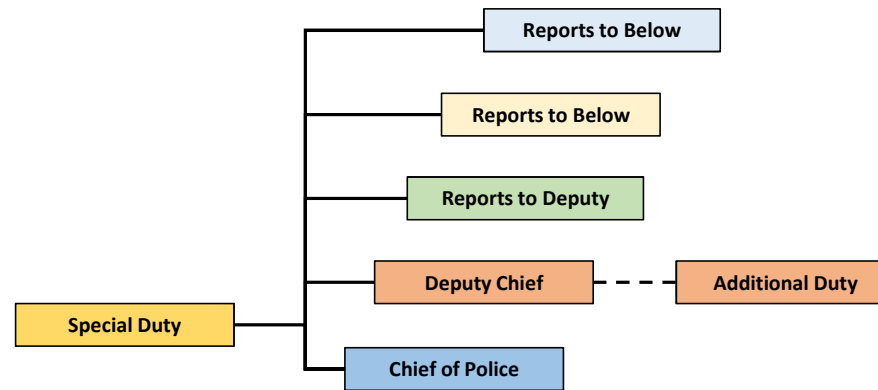 Reports to Below
Reports to Below
Reports to Deputy
Deputy Chief
Additional Duty
Special Duty
Chief of Police